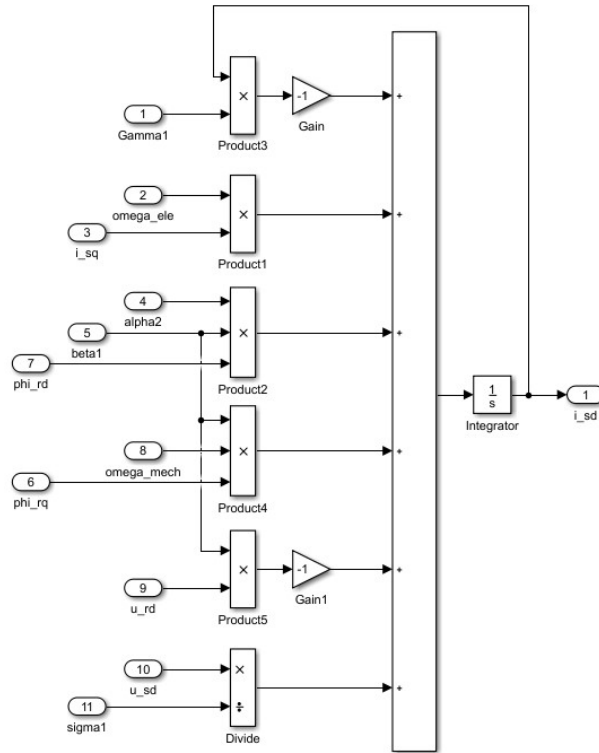 ×
-1
+
1
Gamma1
Product3
Gain
2
omega_ele
×
+
3
i_sq
Product1
4
alpha2
5
beta1
×
+
7
phi_rd
Product2
1
s
Integrator
1
i_sd
8
omega_mech
×
+
6
phi_rq
Product4
×
-1
+
9
u_rd
Product5
Gain1
10
u_sd
×
÷
+
11
sigma1
Divide